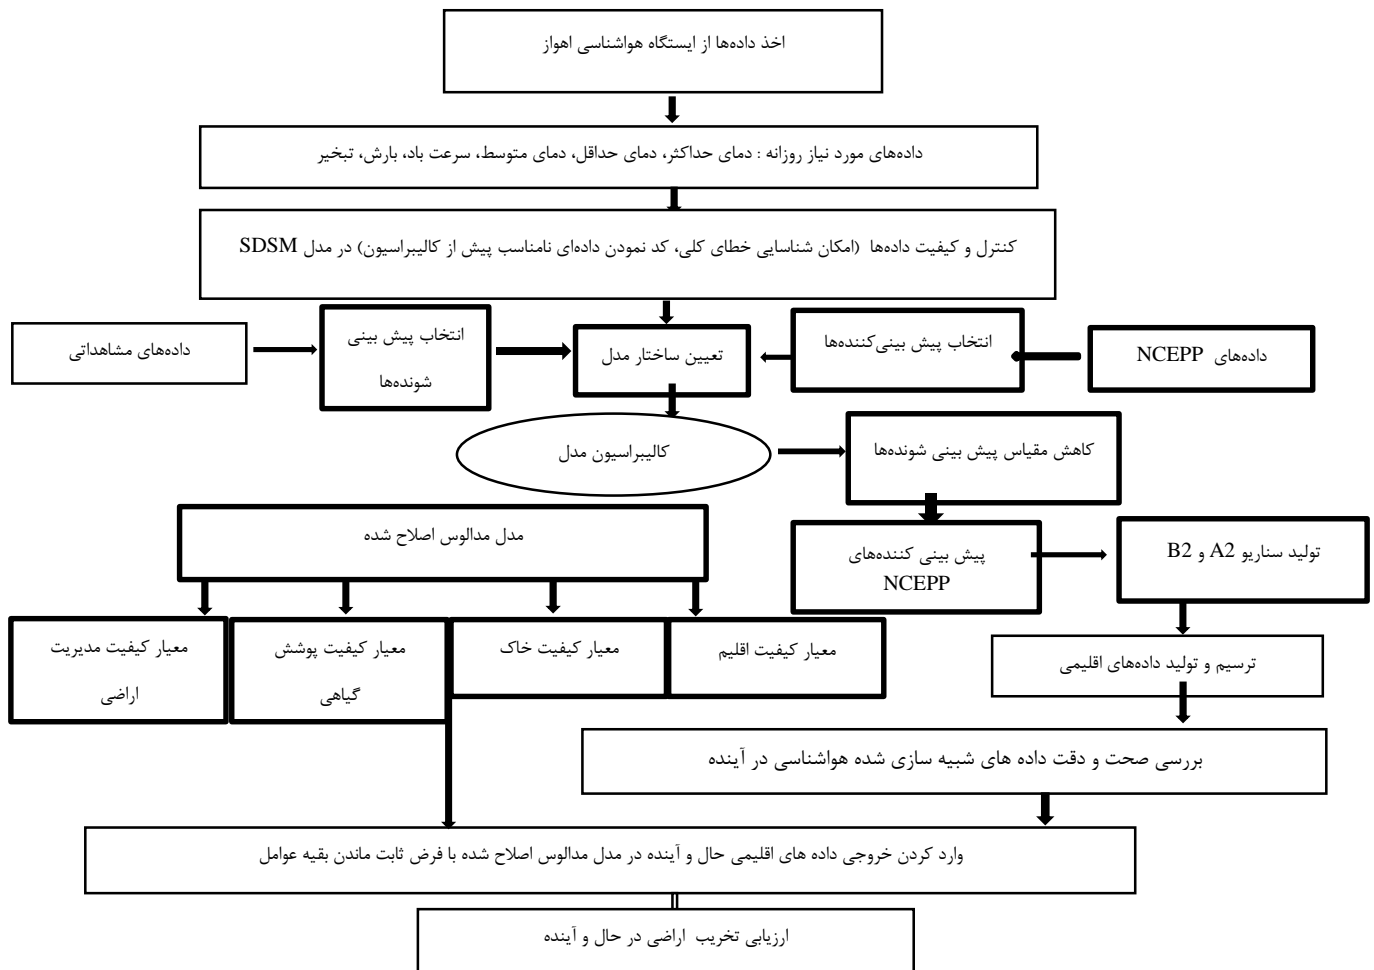 اخذ داده‌ها از ایستگاه هواشناسی اهواز
داده‌های مورد نیاز روزانه : دمای حداکثر، دمای حداقل، دمای متوسط، سرعت باد، بارش، تبخیر
کنترل و کیفیت داده‌ها (امکان شناسایی خطای کلی، کد نمودن داده‌ای نامناسب پیش از کالیبراسیون) در مدل SDSM
داده‌های NCEPP
انتخاب پیش بینی‌کننده‌ها
تعیین ساختار مدل
انتخاب پیش بینی
شونده‌ها
داده‌های مشاهداتی
کالیبراسیون مدل
کاهش مقیاس پیش بینی شونده‌ها
پیش بینی کننده‌های
NCEPP
تولید سناریو A2 و B2
مدل مدالوس اصلاح شده
معیار کیفیت اقلیم
معیار کیفیت خاک
معیار کیفیت پوشش
گیاهی
معیار کیفیت مدیریت
اراضی
ترسیم و تولید داده‌های اقلیمی
بررسی صحت و دقت داده های شبیه سازی شده هواشناسی در آینده
وارد کردن خروجی داده های اقلیمی حال و آینده در مدل مدالوس اصلاح شده با فرض ثابت ماندن بقیه عوامل
ارزیابی تخریب اراضی در حال و آینده